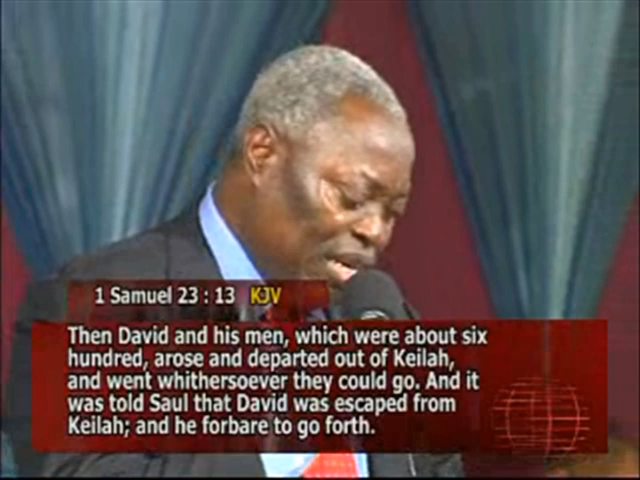 1 Samuel 23 : 13 KJV
Then David and his men, which were about six
hundred, arose and departed out of Keilah,
and went whithersoever they could go. And it
was told Saul that David was escaped from
Keilah; and he forbare to go forth.